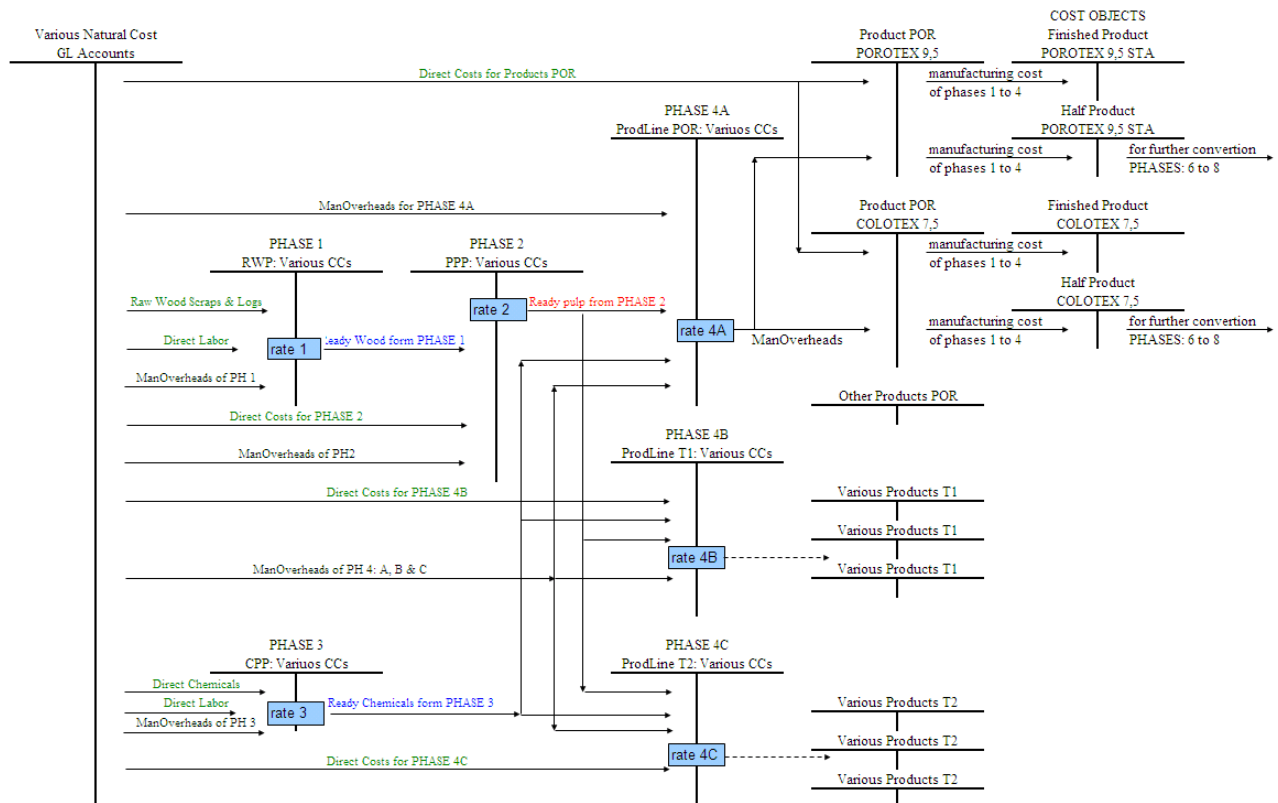 COST OBJECTS
Various Natural Cost
GL Accounts
Product POR
POROTEX 9,5
Finished Product
POROTEX 9,5 STA
Direct Costs for Products POR
manufacturing cost
of phases 1 to 4
PHASE 4A
ProdLine POR: Variuos CCs
Half Product
POROTEX 9,5 STA
manufacturing cost
of phases 1 to 4
for further convertion
PHASES: 6 to 8
ManOverheads for PHASE 4A
Product POR
COLOTEX 7,5
Finished Product
COLOTEX 7,5
PHASE 1
RWP: Various CCs
PHASE 2
PPP: Various CCs
manufacturing cost
of phases 1 to 4
Half Product
COLOTEX 7,5
Raw Wood Scraps & Logs
rate 2
Ready pulp from PHASE 2
rate 4A
ManOverheads
manufacturing cost
of phases 1 to 4
for further convertion
PHASES: 6 to 8
Direct Labor
rate 1
Ready Wood form PHASE 1
ManOverheads of PH 1
Other Products POR
Direct Costs for PHASE 2
PHASE 4B
ProdLine T1: Various CCs
ManOverheads of PH2
Direct Costs for PHASE 4B
Various Products T1
Various Products T1
rate 4B
Various Products T1
ManOverheads of PH 4: A, B & C
PHASE 3
CPP: Variuos CCs
PHASE 4C
ProdLine T2: Various CCs
Direct Chemicals
Direct Labor
rate 3
Ready Chemicals form PHASE 3
ManOverheads of PH 3
Various Products T2
Various Products T2
rate 4C
Direct Costs for PHASE 4C
Various Products T2